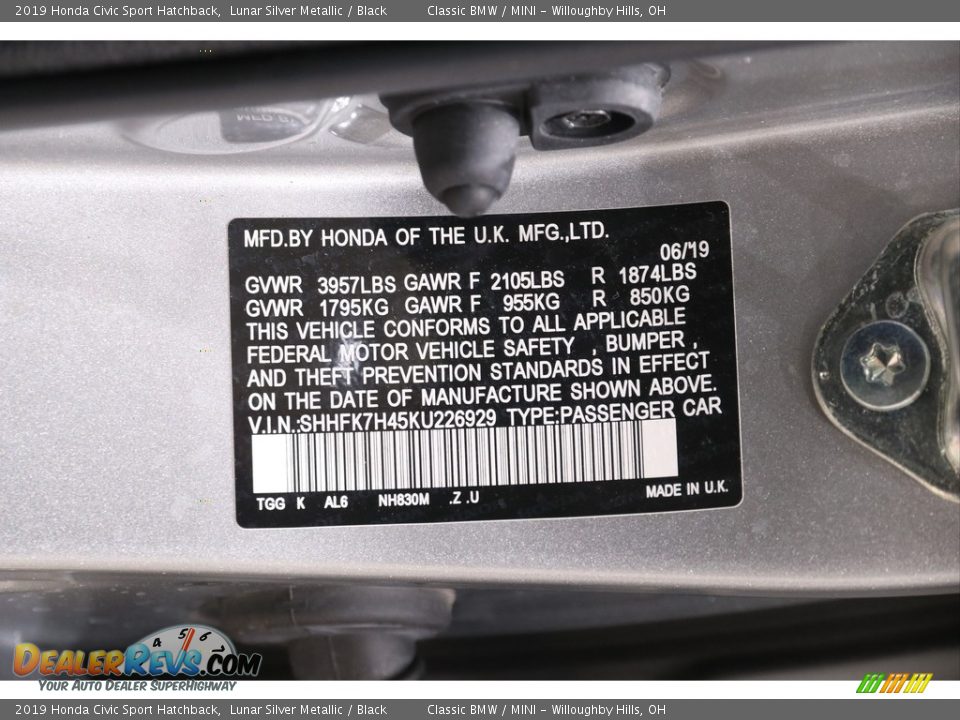 2019 Honda Civic Sport Hatchback, Lunar Silver Metallic / Black Classic BMW / MINI - Willoughby Hills, OH
MFD.BY HONDA OF THE U.K. MFG.,LTD.
06/19
GVWR 3957LBS GAWR F 2105LBS R 1874LBS
GVWR 1795KG GAWR F 955KG R 850KG
THIS VEHICLE CONFORMS TO ALL APPLICABLE
FEDERAL MOTOR VEHICLE SAFETY , BUMPER ,
AND THEFT PREVENTION STANDARDS IN EFFECT
ON THE DATE OF MANUFACTURE SHOWN ABOVE.
V.I.N.:SHHFK7H45KU226929 TYPE:PASSENGER CAR
TGG K AL6 NH830M .Z .U MADE IN U.K.
4 5 6
DEALERREVS.COM
YOUR AUTO DEALER SUPERHIGHWAY
2019 Honda Civic Sport Hatchback, Lunar Silver Metallic / Black Classic BMW / MINI - Willoughby Hills, OH